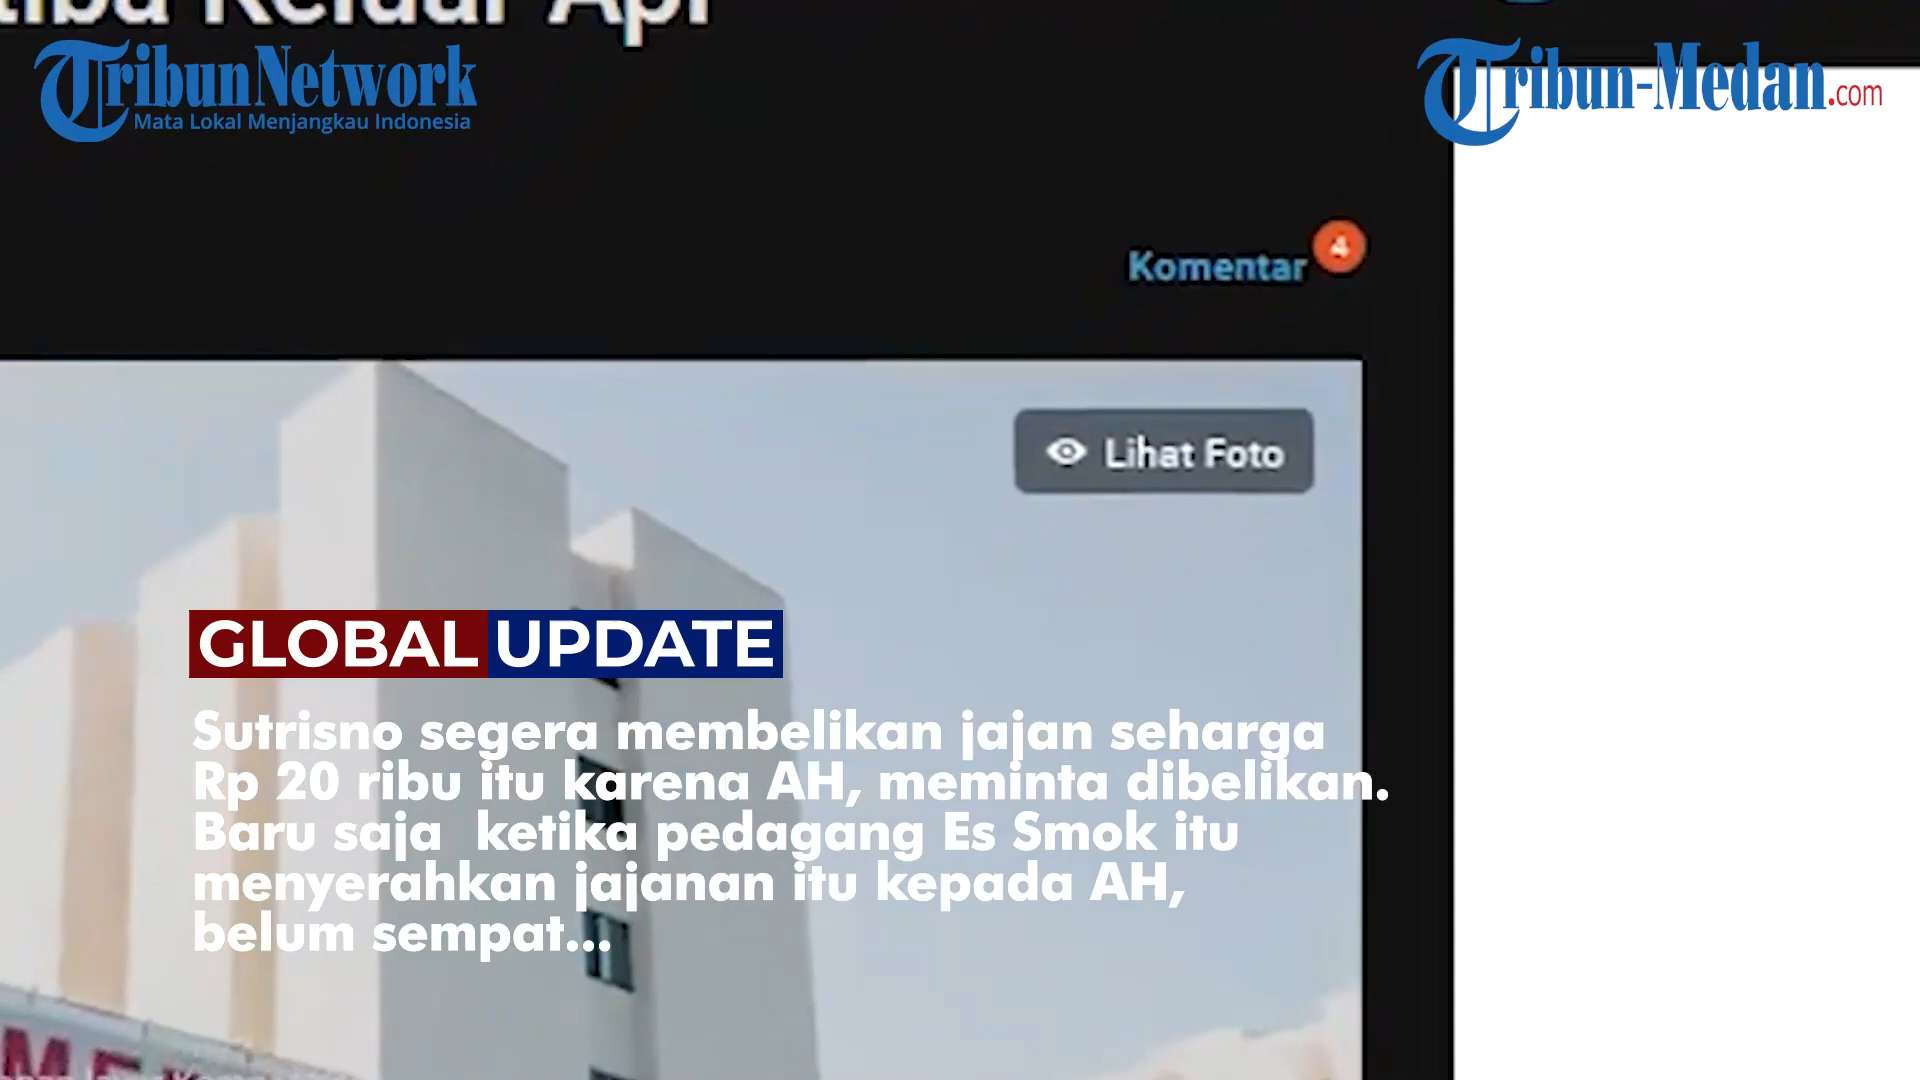 Keluar Api
TribunNetwork
Mata Lokal Menjangkau Indonesia
Tribun-Medan.com
Komentar 4
Lihat Foto
GLOBAL UPDATE
Sutrisno segera membelikan jajan seharga
Rp 20 ribu itu karena AH, meminta dibelikan.
Baru saja  ketika pedagang Es Smok itu
menyerahkan jajanan itu kepada AH,
belum sempat...